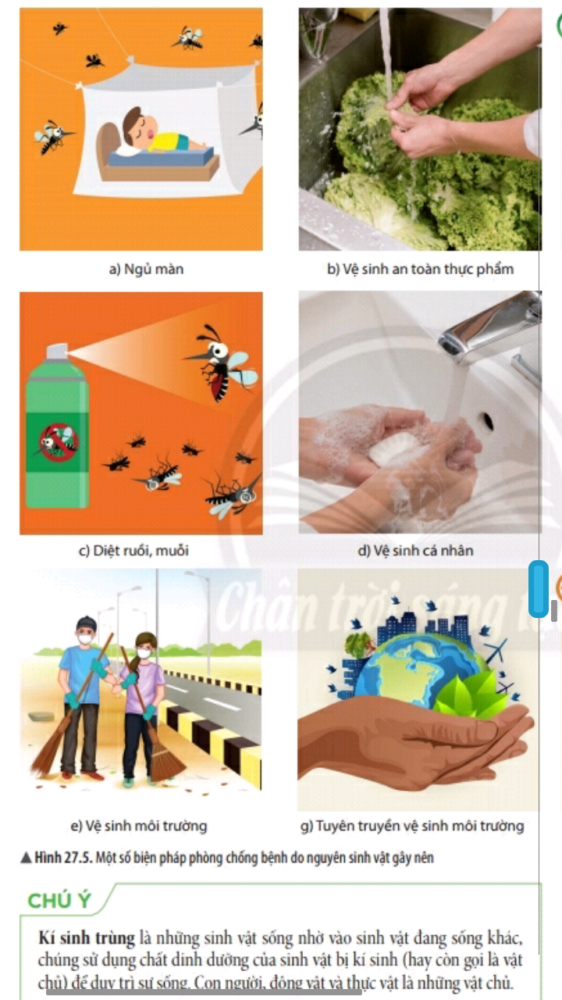 a) Ngủ màn
b) Vệ sinh an toàn thực phẩm
c) Diệt ruồi, muỗi
d) Vệ sinh cá nhân
Chân trời sáng
e) Vệ sinh môi trường
g) Tuyên truyền vệ sinh môi trường
▲ Hình 27.5. Một số biện pháp phòng chống bệnh do nguyên sinh vật gây nên
CHÚ Ý
Kí sinh trùng là những sinh vật sống nhờ vào sinh vật đang sống khác,
chúng sử dụng chất dinh dưỡng của sinh vật bị kí sinh (hay còn gọi là vật
chủ) để duy trì sự sống. Con người, động vật và thực vật là những vật chủ.